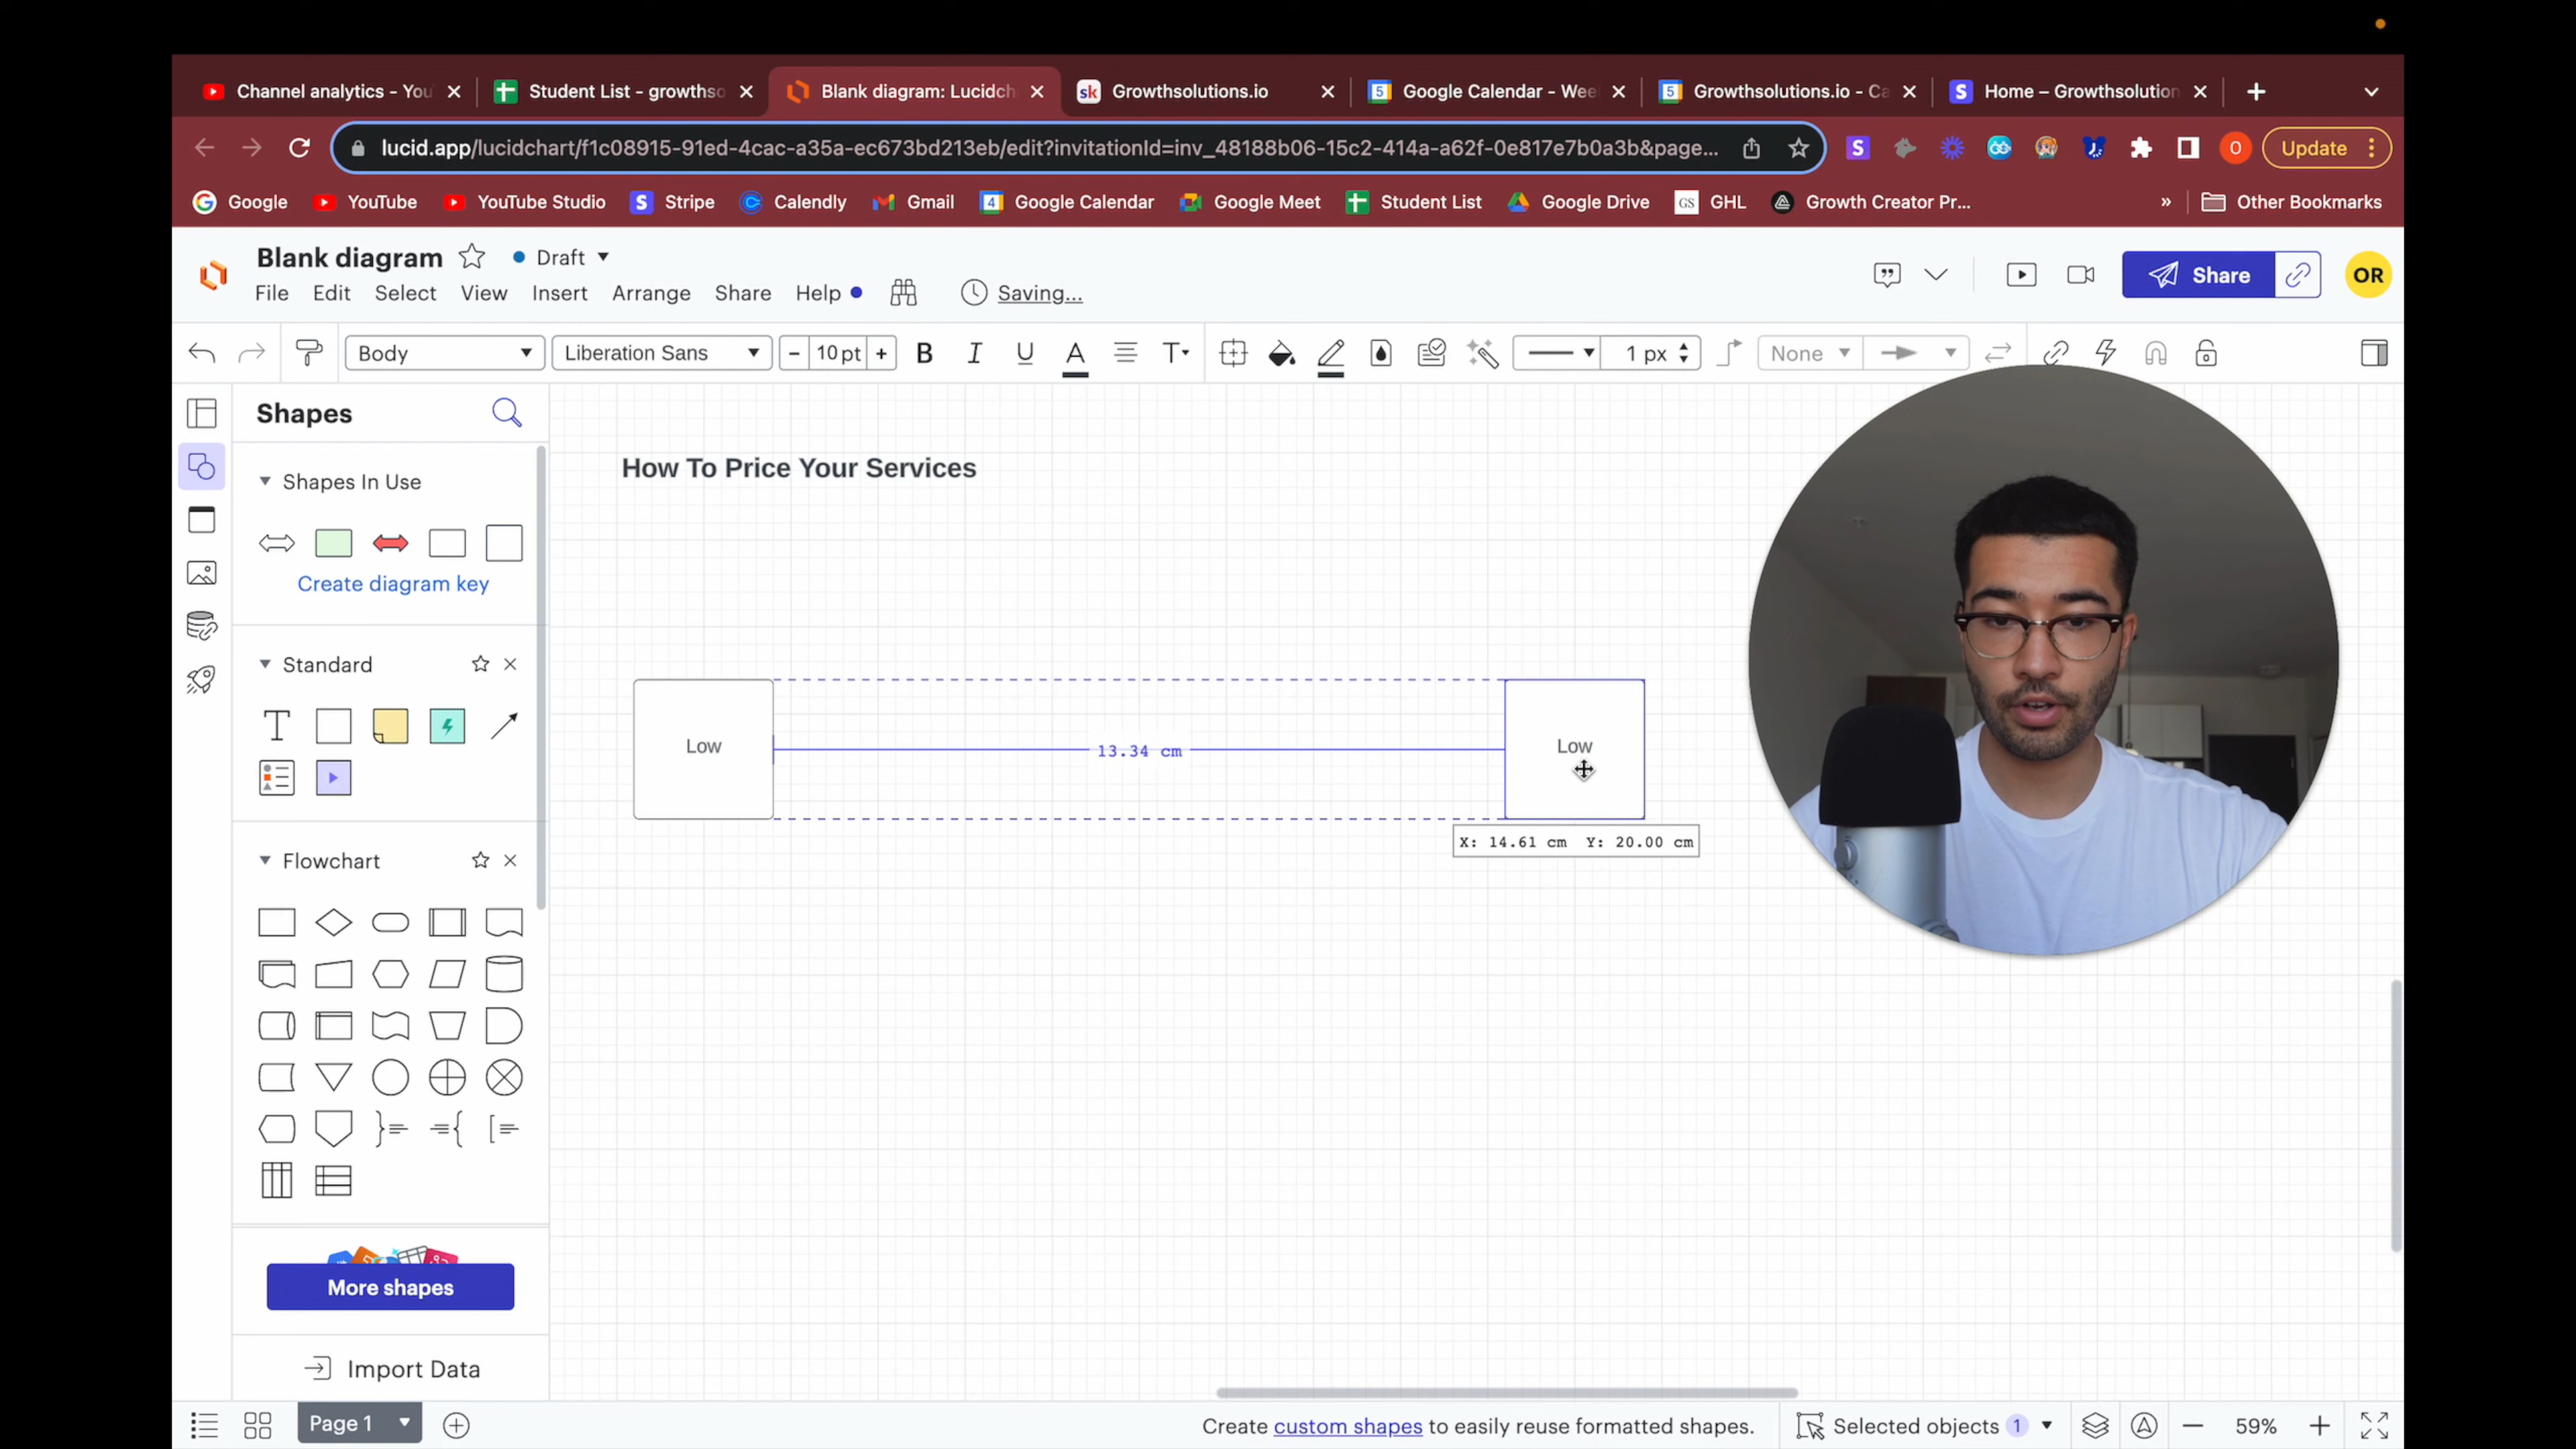 Channel analytics - You
Student List - growthso
Blank diagram: Lucidch
sk
Growthsolutions.io
5
Google Calendar - Wee
5
Growthsolutions.io - Ca
S
Home – Growthsolution
lucid.app/lucidchart/f1c08915-91ed-4cac-a35a-ec673bd213eb/edit?invitationId=inv_48188b06-15c2-414a-a62f-0e817e7b0a3b&page...
S
O
Update
G
Google
YouTube
YouTube Studio
S
Stripe
Calendly
Gmail
4
Google Calendar
Google Meet
Student List
Google Drive
GS
GHL
Growth Creator Pr...
»
Other Bookmarks
Blank diagram
Draft
File
Edit
Select
View
Insert
Arrange
Share
Help
Saving...
Share
OR
Body
Liberation Sans
10 pt
B
I
U
A
T
1 px
None
Shapes
Shapes In Use
Create diagram key
Standard
T
Flowchart
More shapes
Import Data
How To Price Your Services
Low
13.34 cm
Low
X: 14.61 cm Y: 20.00 cm
Page 1
Create custom shapes to easily reuse formatted shapes.
Selected objects
1
59%